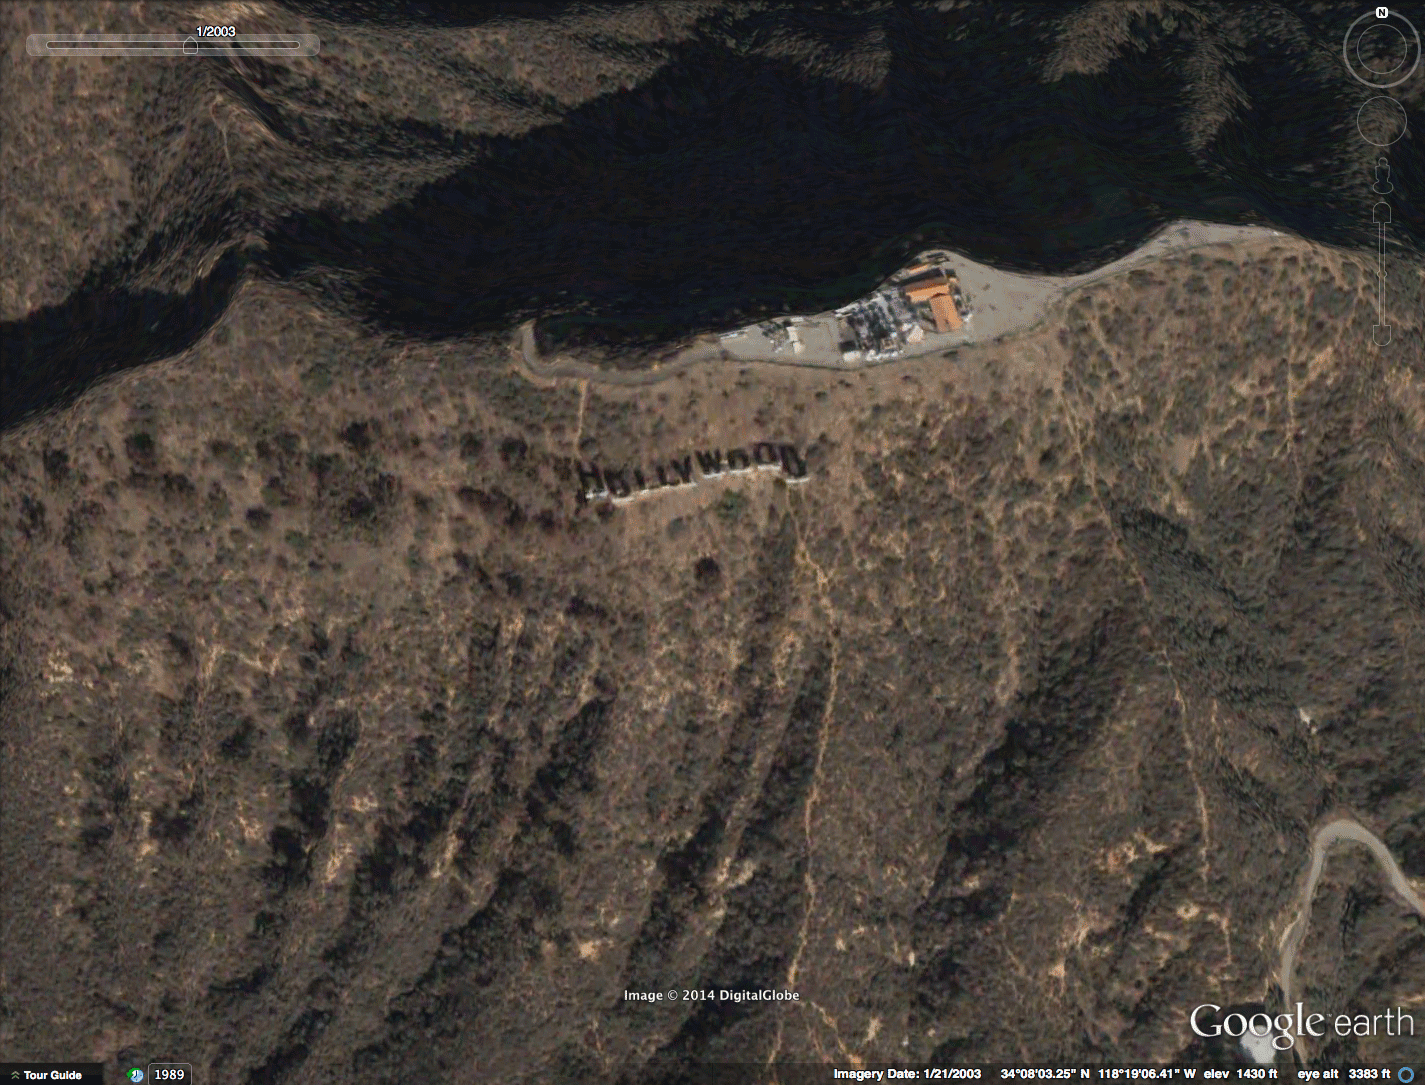 1/2003
N
HOLLYWOOD
Image © 2014 DigitalGlobe
Google earth
Tour Guide
1989
Imagery Date: 1/21/2003 34°08'03.25" N 118°19'06.41" W elev 1430 ft eye alt 3383 ft